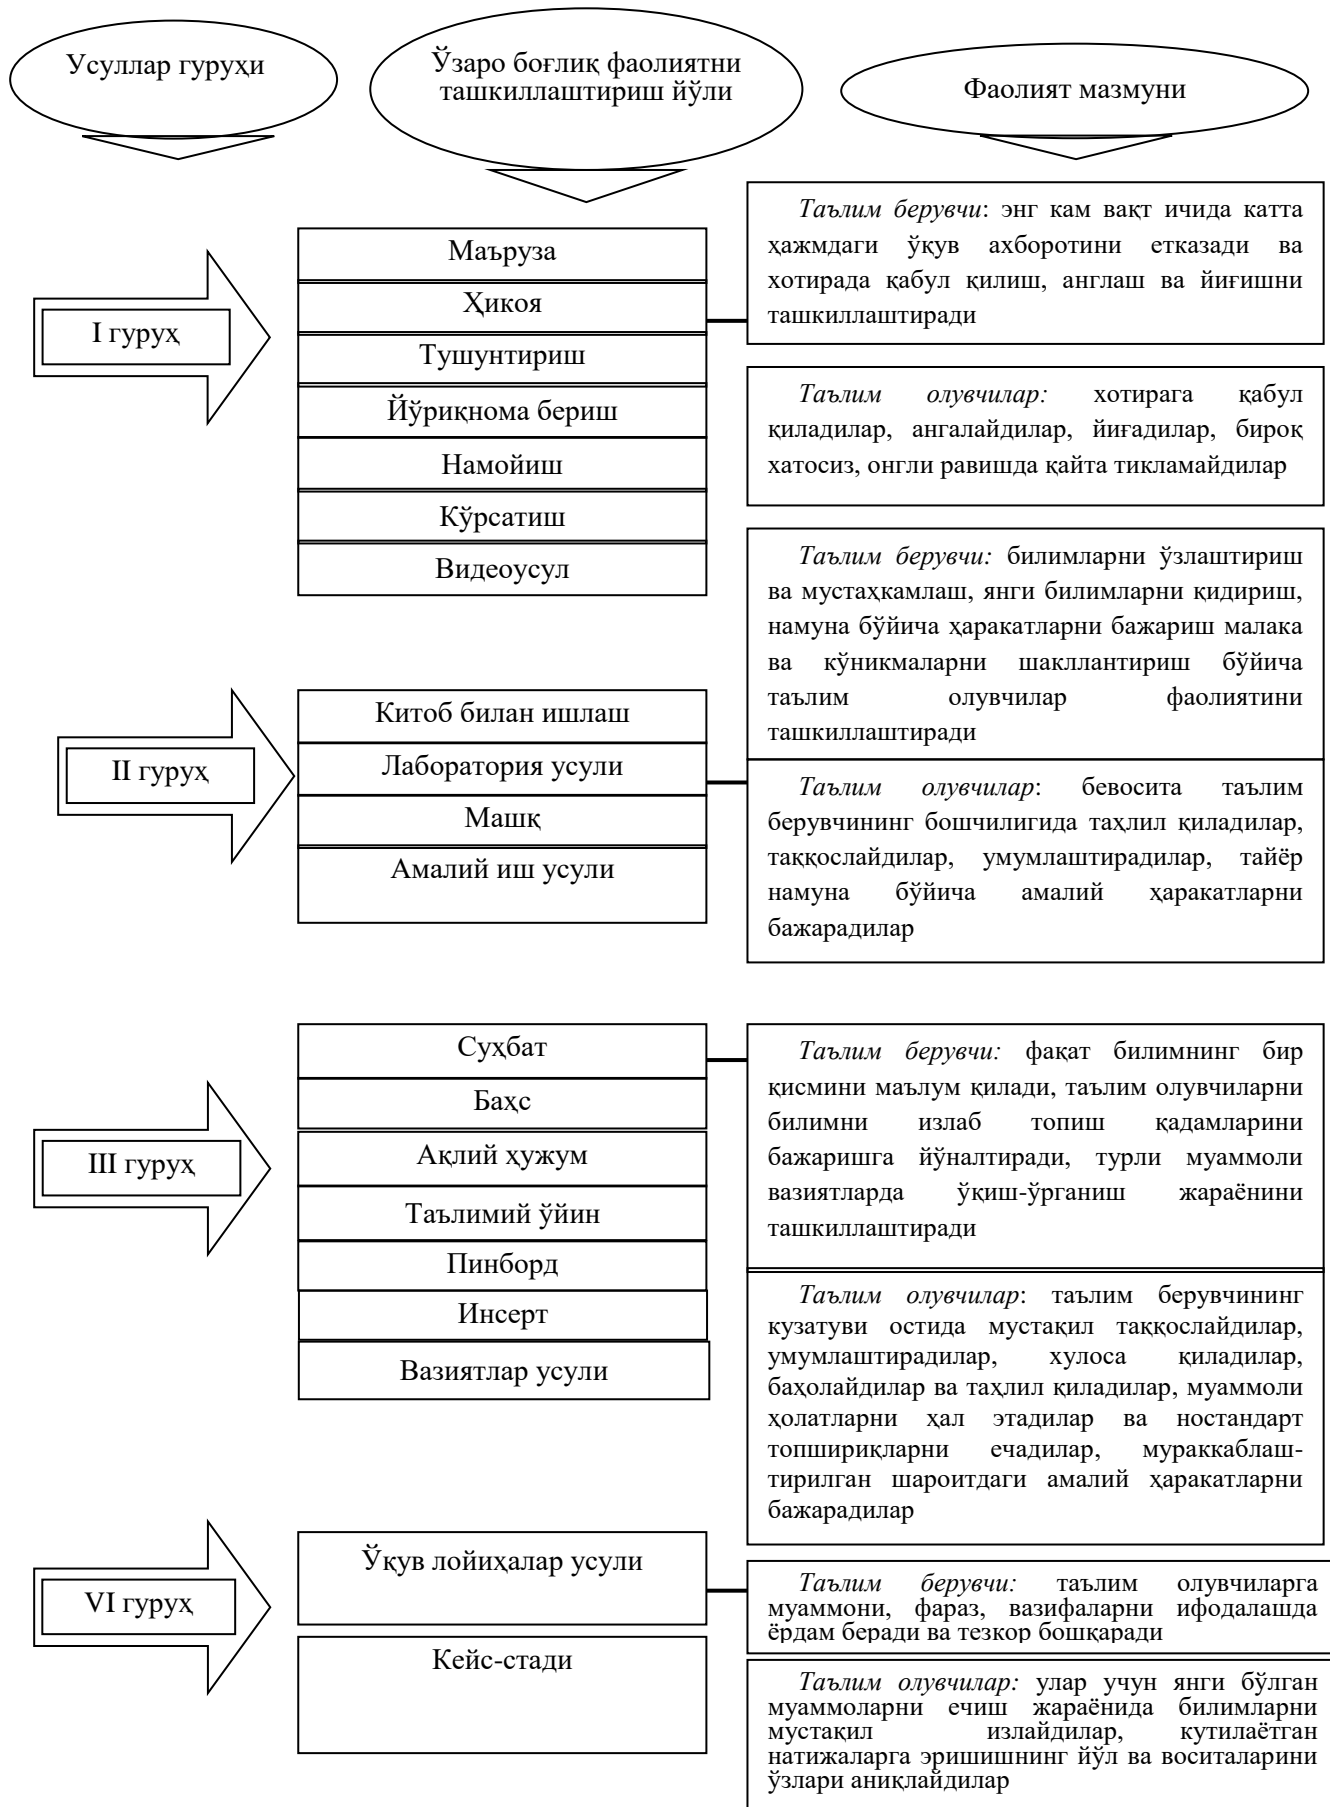 Усуллар гуруҳи
Ўзаро боғлиқ фаолиятни
ташкиллаштириш йўли
Фаолият мазмуни
I гуруҳ
Маъруза
Ҳикоя
Тушунтириш
Йўриқнома бериш
Намойиш
Кўрсатиш
Видеоусул
Таълим берувчи: энг кам вақт ичида катта
ҳажмдаги ўқув ахборотини етказади ва
хотирада қабул қилиш, англаш ва йиғишни
ташкиллаштиради
Таълим олувчилар: хотирага қабул
қиладилар, ангалайдилар, йиғадилар, бироқ
хатосиз, онгли равишда қайта тикламайдилар
II гуруҳ
Китоб билан ишлаш
Лаборатория усули
Машқ
Амалий иш усули
Таълим берувчи: билимларни ўзлаштириш
ва мустаҳкамлаш, янги билимларни қидириш,
намуна бўйича ҳаракатларни бажариш малака
ва кўникмаларни шакллантириш бўйича
таълим олувчилар фаолиятини
ташкиллаштиради
Таълим олувчилар: бевосита таълим
берувчининг бошчилигида таҳлил қиладилар,
таққослайдилар, умумлаштирадилар, тайёр
намуна бўйича амалий ҳаракатларни
бажарадилар
III гуруҳ
Суҳбат
Баҳс
Ақлий ҳужум
Таълимий ўйин
Пинборд
Инсерт
Вазиятлар усули
Таълим берувчи: фақат билимнинг бир
қисмини маълум қилади, таълим олувчиларни
билимни излаб топиш қадамларини
бажаришга йўналтиради, турли муаммоли
вазиятларда ўқиш-ўрганиш жараёнини
ташкиллаштиради
Таълим олувчилар: таълим берувчининг
кузатуви остида мустақил таққослайдилар,
умумлаштирадилар, хулоса қиладилар,
баҳолайдилар ва таҳлил қиладилар, муаммоли
ҳолатларни ҳал этадилар ва ностандарт
топшириқларни ечадилар, мураккаблаш-
тирилган шароитдаги амалий ҳаракатларни
бажарадилар
VI гуруҳ
Ўқув лойиҳалар усули
Кейс-стади
Таълим берувчи: таълим олувчиларга
муаммони, фараз, вазифаларни ифодалашда
ёрдам беради ва тезкор бошқаради
Таълим олувчилар: улар учун янги бўлган
муаммоларни ечиш жараёнида билимларни
мустақил излайдилар, кутилаётган
натижаларга эришишнинг йўл ва воситаларини
ўзлари аниқлайдилар